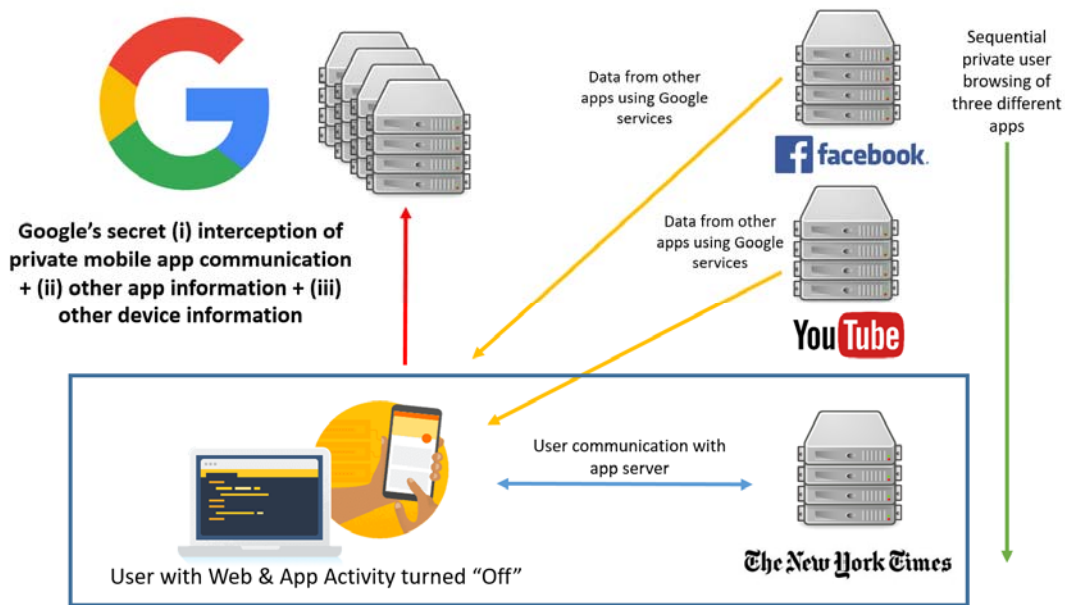 Google's secret (i) interception of
private mobile app communication
+ (ii) other app information + (iii)
other device information
Data from other
apps using Google
services
facebook.
Data from other
apps using Google
services
YouTube
Sequential
private user
browsing of
three different
apps
User communication with
app server
The New York Times
User with Web & App Activity turned "Off"